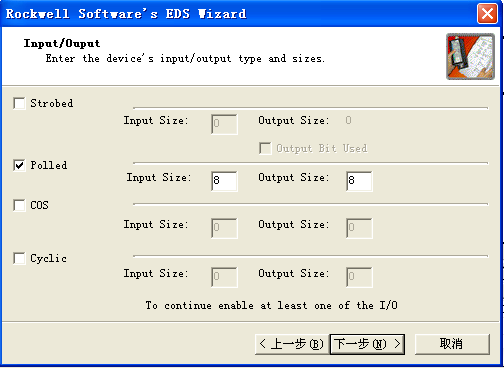 Rockwell Software's EDS Wizard
Input/Ouput
Enter the device's input/output type and sizes.
Strobed
Input Size: 0 Output Size: 0
Output Bit Used
Polled
Input Size: 8 Output Size: 8
COS
Input Size: 0 Output Size: 0
Cyclic
Input Size: 0 Output Size: 0
To continue enable at least one of the I/O
< 上一步(B) 下一步(N) > 取消